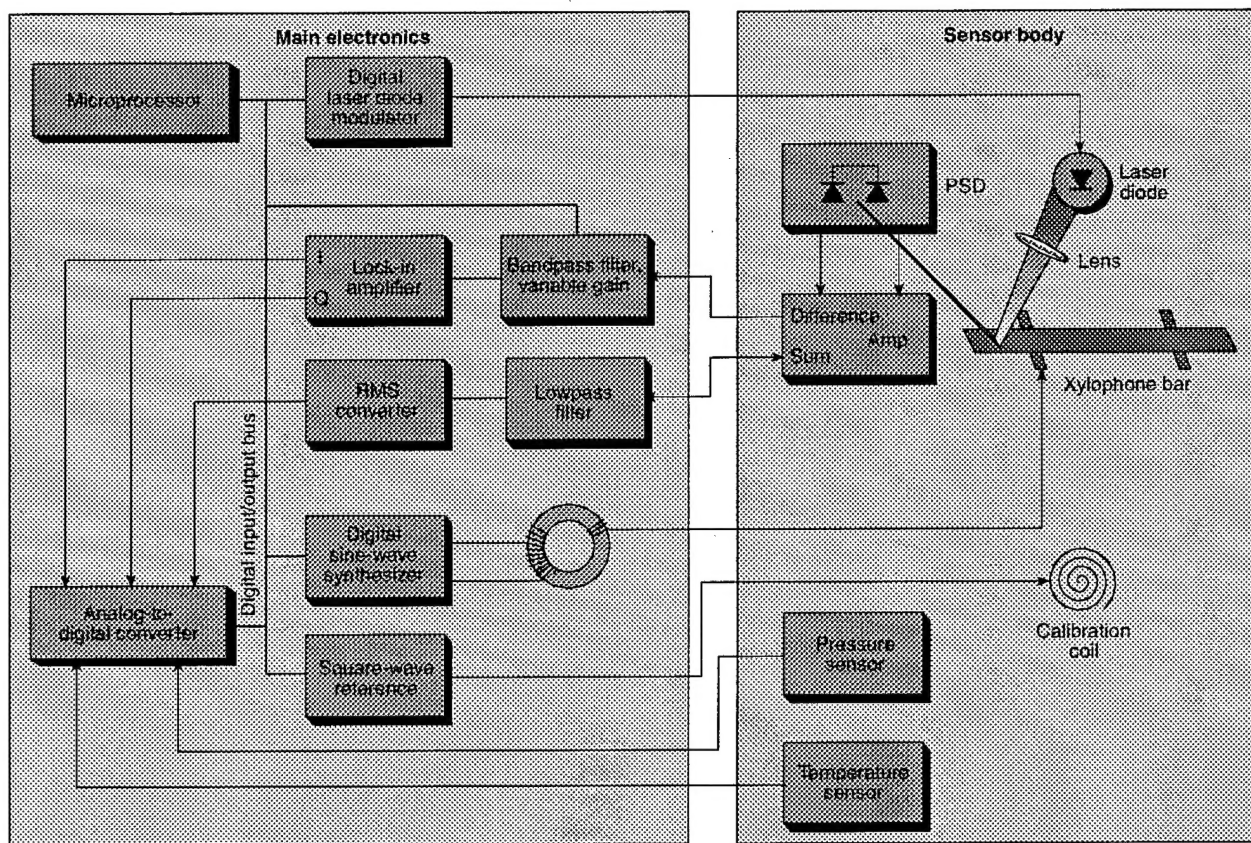 Main electronics
Sensor body
Microprocessor
Digital
laser diode
modulator
PSD
Laser
diode
Lens
I
Q
Lock-in
amplifier
Bandpass filter,
variable gain
Difference
Amp
Sum
Xylophone bar
RMS
converter
Lowpass
filter
Digital input/output bus
Digital
sine-wave
synthesizer
Analog-to-
digital converter
Calibration
coil
Square-wave
reference
Pressure
sensor
Temperature
sensor